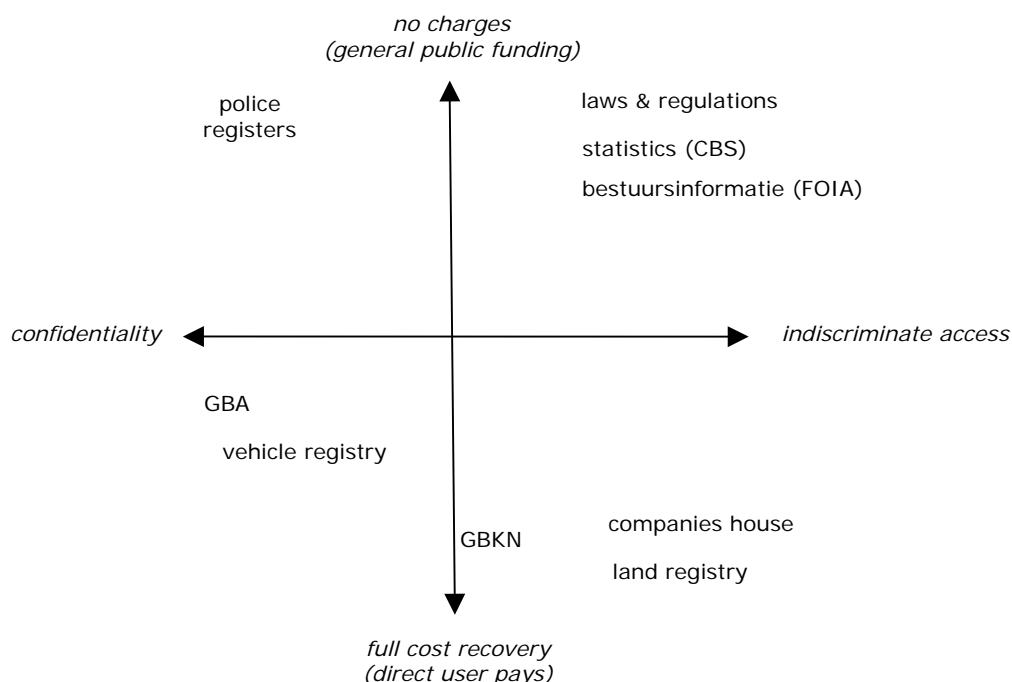 no charges
(general public funding)
police
registers
laws & regulations
statistics (CBS)
bestuursinformatie (FOIA)
confidentiality
indiscriminate access
GBA
vehicle registry
GBKN
companies house
land registry
full cost recovery
(direct user pays)